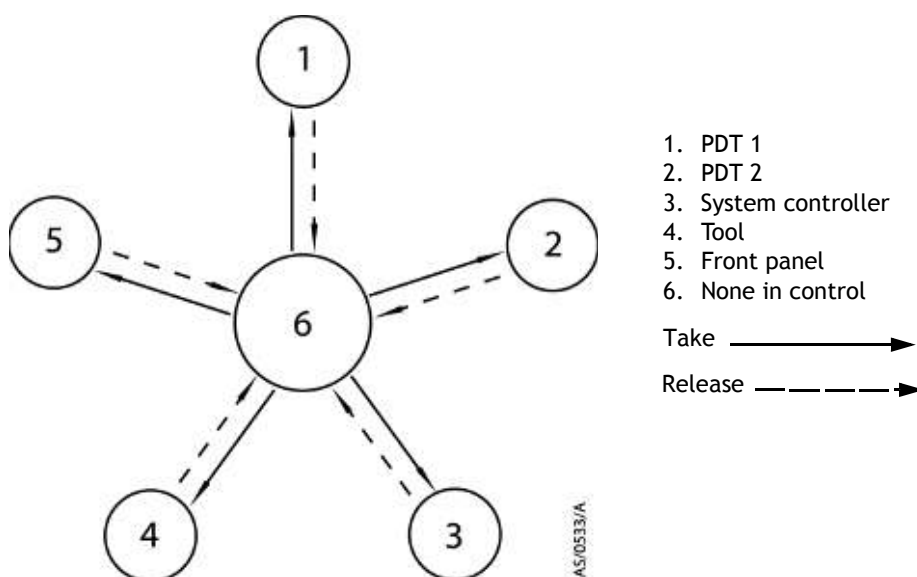 1
5
2
6
4
3
AS/0533/A
1. PDT 1
2. PDT 2
3. System controller
4. Tool
5. Front panel
6. None in control
Take
Release